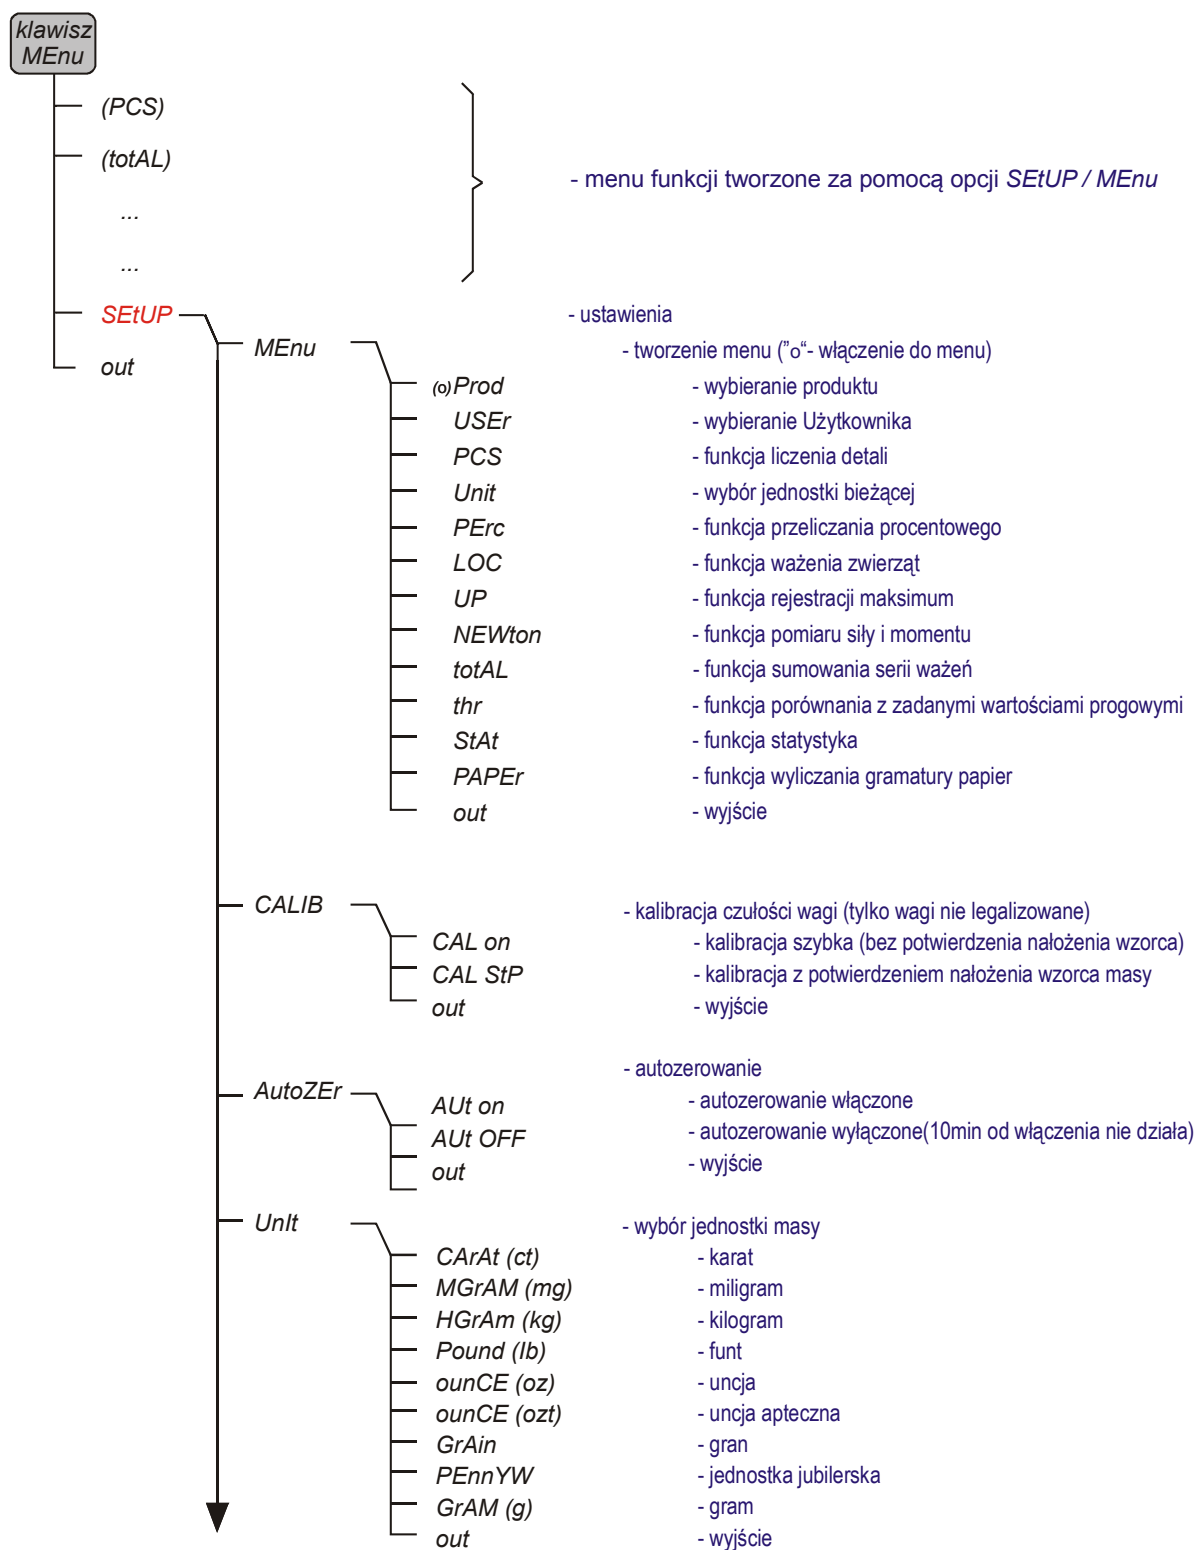 klawisz
MEnu
(PCS)
(totAL)
...
- menu funkcji tworzone za pomocą opcji SEtUP / MEnu
...
SEtUP
- ustawienia
MEnu
- tworzenie menu (”o“- włączenie do menu)
out
(o) Prod - wybieranie produktu
USEr - wybieranie Użytkownika
PCS - funkcja liczenia detali
Unit - wybór jednostki bieżącej
PErc - funkcja przeliczania procentowego
LOC - funkcja ważenia zwierząt
UP - funkcja rejestracji maksimum
NEWton - funkcja pomiaru siły i momentu
totAL - funkcja sumowania serii ważeń
thr - funkcja porównania z zadanymi wartościami progowymi
StAt - funkcja statystyka
PAPEr - funkcja wyliczania gramatury papier
out - wyjście
CALIB - kalibracja czułości wagi (tylko wagi nie legalizowane)
CAL on - kalibracja szybka (bez potwierdzenia nałożenia wzorca)
CAL StP - kalibracja z potwierdzeniem nałożenia wzorca masy
out - wyjście
AutoZEr - autozerowanie
AUt on - autozerowanie włączone
AUt OFF - autozerowanie wyłączone(10min od włączenia nie działa)
out - wyjście
UnIt - wybór jednostki masy
CArAt (ct) - karat
MGrAM (mg) - miligram
HGrAm (kg) - kilogram
Pound (lb) - funt
ounCE (oz) - uncja
ounCE (ozt) - uncja apteczna
GrAin - gran
PEnnYW - jednostka jubilerska
GrAM (g) - gram
out - wyjście